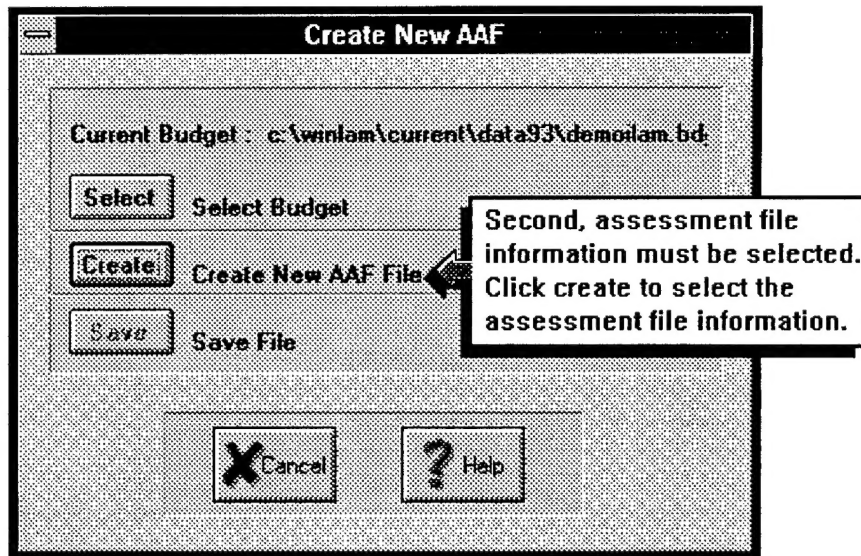 Create New AAF
Current Budget : c:\winlam\current\data93\demoilam.bd
Select Select Budget
Create Create New AAF File
Save Save File
Second, assessment file
information must be selected.
Click create to select the
assessment file information.
Cancel ? Help